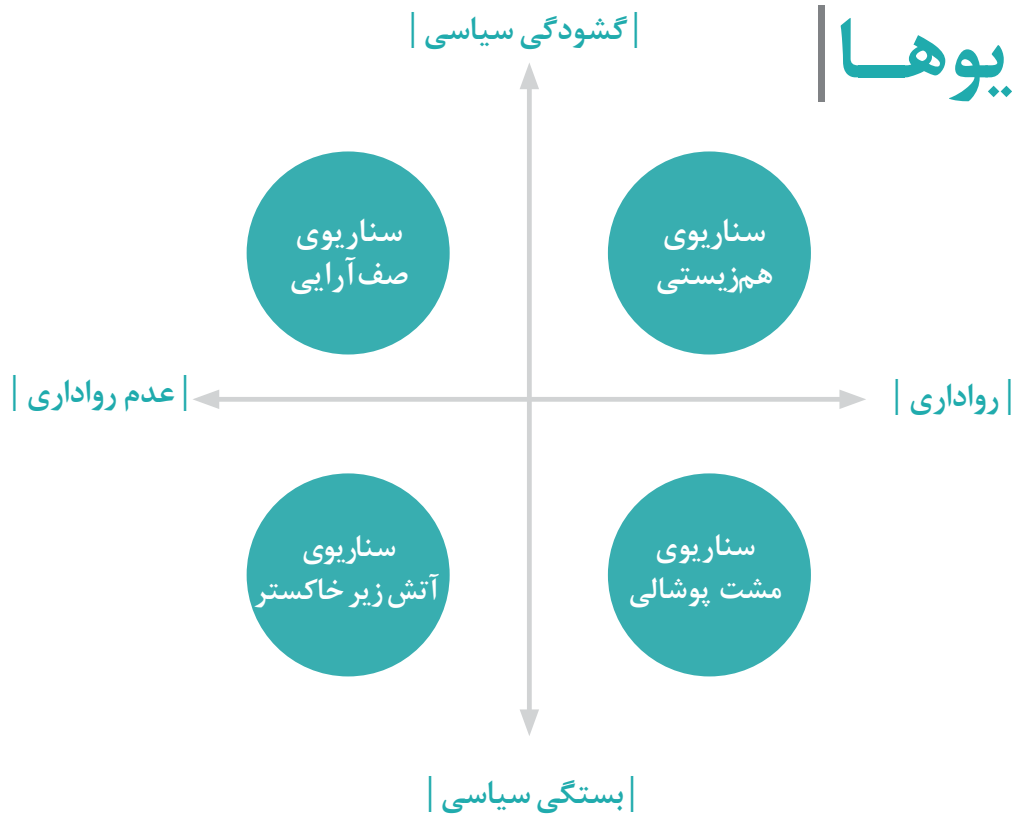 یوهـا|
|گشودگی سیاسی|
سناریوی
هم‌زیستی
سناریوی
صف‌آرایی
|رواداری|
|عدم رواداری|
سناریوی
مشت پوشالی
سناریوی
آتش زیر خاکستر
|بستگی سیاسی|